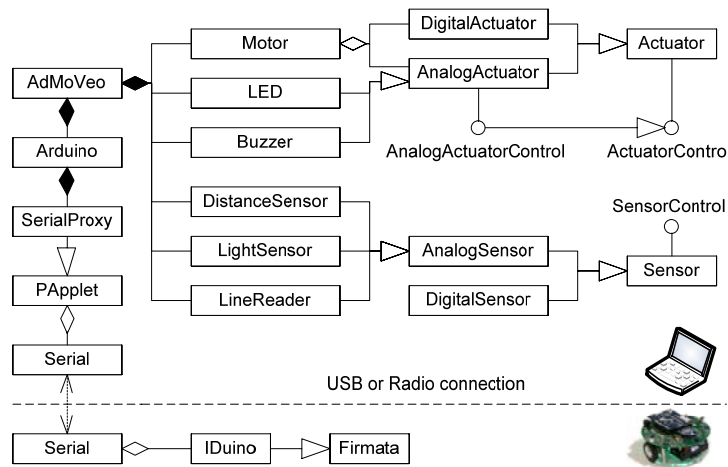 DigitalActuator
Motor
Actuator
AdMoVeo
LED
AnalogActuator
Buzzer
Arduino
AnalogActuatorControl
ActuatorContro
SerialProxy
DistanceSensor
SensorControl
LightSensor
AnalogSensor
Sensor
PApplet
LineReader
DigitalSensor
Serial
USB or Radio connection
Serial
IDuino
Firmata